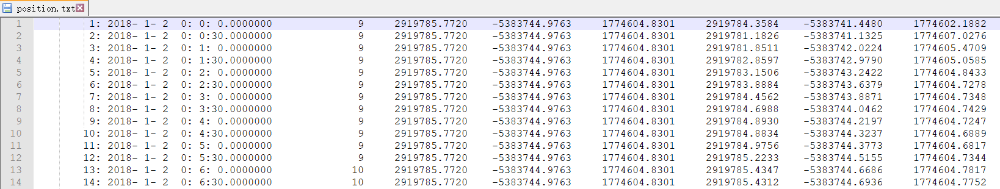 position.txt
1 1: 2018- 1- 2 0: 0: 0.0000000 9 2919785.7720 -5383744.9763 1774604.8301 2919784.3584 -5383741.4480 1774602.1882
2 2: 2018- 1- 2 0: 0:30.0000000 9 2919785.7720 -5383744.9763 1774604.8301 2919781.1826 -5383741.1325 1774607.0276
3 3: 2018- 1- 2 0: 1: 0.0000000 9 2919785.7720 -5383744.9763 1774604.8301 2919781.8511 -5383742.0224 1774605.4709
4 4: 2018- 1- 2 0: 1:30.0000000 9 2919785.7720 -5383744.9763 1774604.8301 2919782.8597 -5383742.9790 1774605.0585
5 5: 2018- 1- 2 0: 2: 0.0000000 9 2919785.7720 -5383744.9763 1774604.8301 2919783.1506 -5383743.2422 1774604.8433
6 6: 2018- 1- 2 0: 2:30.0000000 9 2919785.7720 -5383744.9763 1774604.8301 2919783.8884 -5383743.6379 1774604.7278
7 7: 2018- 1- 2 0: 3: 0.0000000 9 2919785.7720 -5383744.9763 1774604.8301 2919784.4562 -5383743.8871 1774604.7348
8 8: 2018- 1- 2 0: 3:30.0000000 9 2919785.7720 -5383744.9763 1774604.8301 2919784.6988 -5383744.0462 1774604.7429
9 9: 2018- 1- 2 0: 4: 0.0000000 9 2919785.7720 -5383744.9763 1774604.8301 2919784.8930 -5383744.2197 1774604.7247
10 10: 2018- 1- 2 0: 4:30.0000000 9 2919785.7720 -5383744.9763 1774604.8301 2919784.8834 -5383744.3237 1774604.6889
11 11: 2018- 1- 2 0: 5: 0.0000000 9 2919785.7720 -5383744.9763 1774604.8301 2919784.9756 -5383744.3773 1774604.6817
12 12: 2018- 1- 2 0: 5:30.0000000 9 2919785.7720 -5383744.9763 1774604.8301 2919785.2233 -5383744.5155 1774604.7344
13 13: 2018- 1- 2 0: 6: 0.0000000 10 2919785.7720 -5383744.9763 1774604.8301 2919785.4347 -5383744.6686 1774604.7817
14 14: 2018- 1- 2 0: 6:30.0000000 10 2919785.7720 -5383744.9763 1774604.8301 2919785.4312 -5383744.6936 1774604.7752